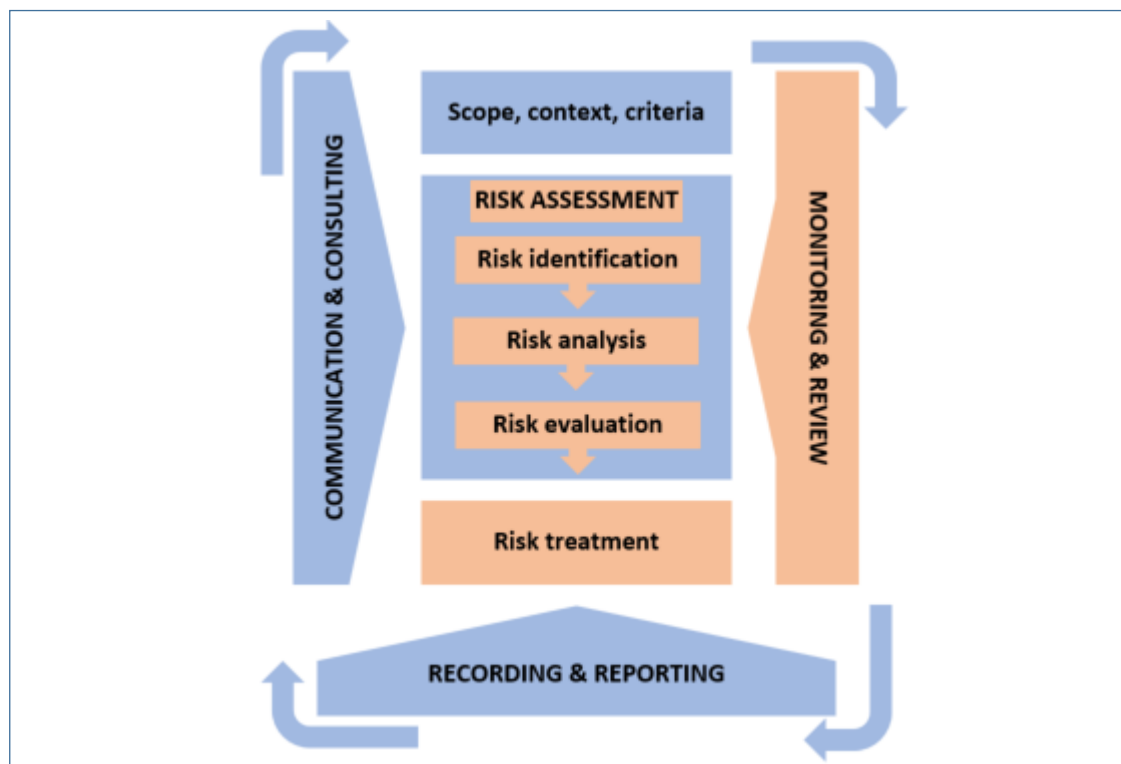 Scope, context, criteria
RISK ASSESSMENT
Risk identification
Risk analysis
Risk evaluation
Risk treatment
COMMUNICATION & CONSULTING
MONITORING & REVIEW
RECORDING & REPORTING